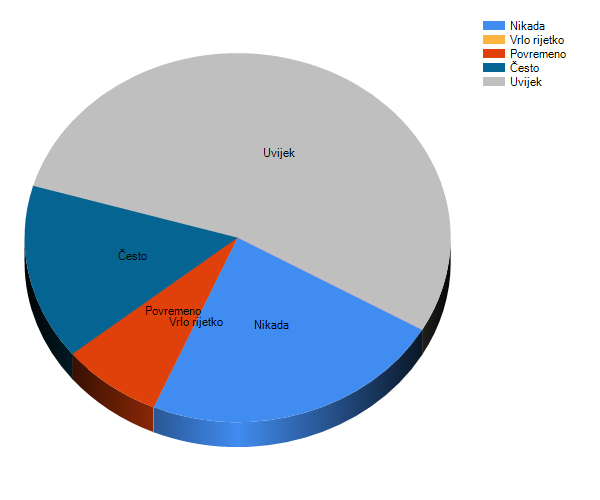 Nikada
Vrlo rijetko
Povremeno
Često
Uvijek
Uvijek
Često
Povremeno
Vrlo rijetko
Nikada